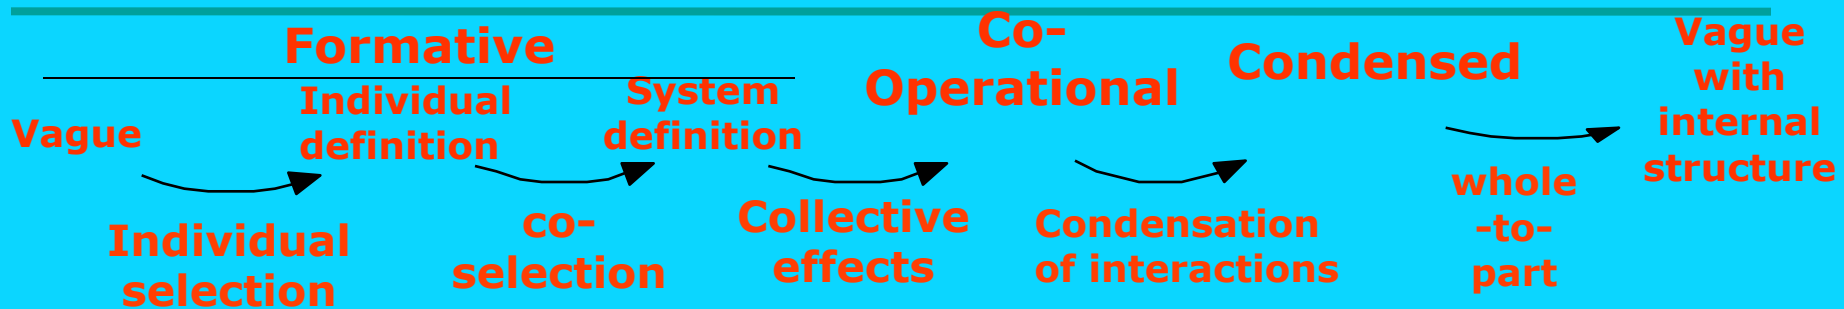 Formative
Vague
Individual
definition
System
definition
Co-
Operational
Condensed
Vague
with
internal
structure
Individual
selection
co-
selection
Collective
effects
Condensation
of interactions
whole
-to-
part